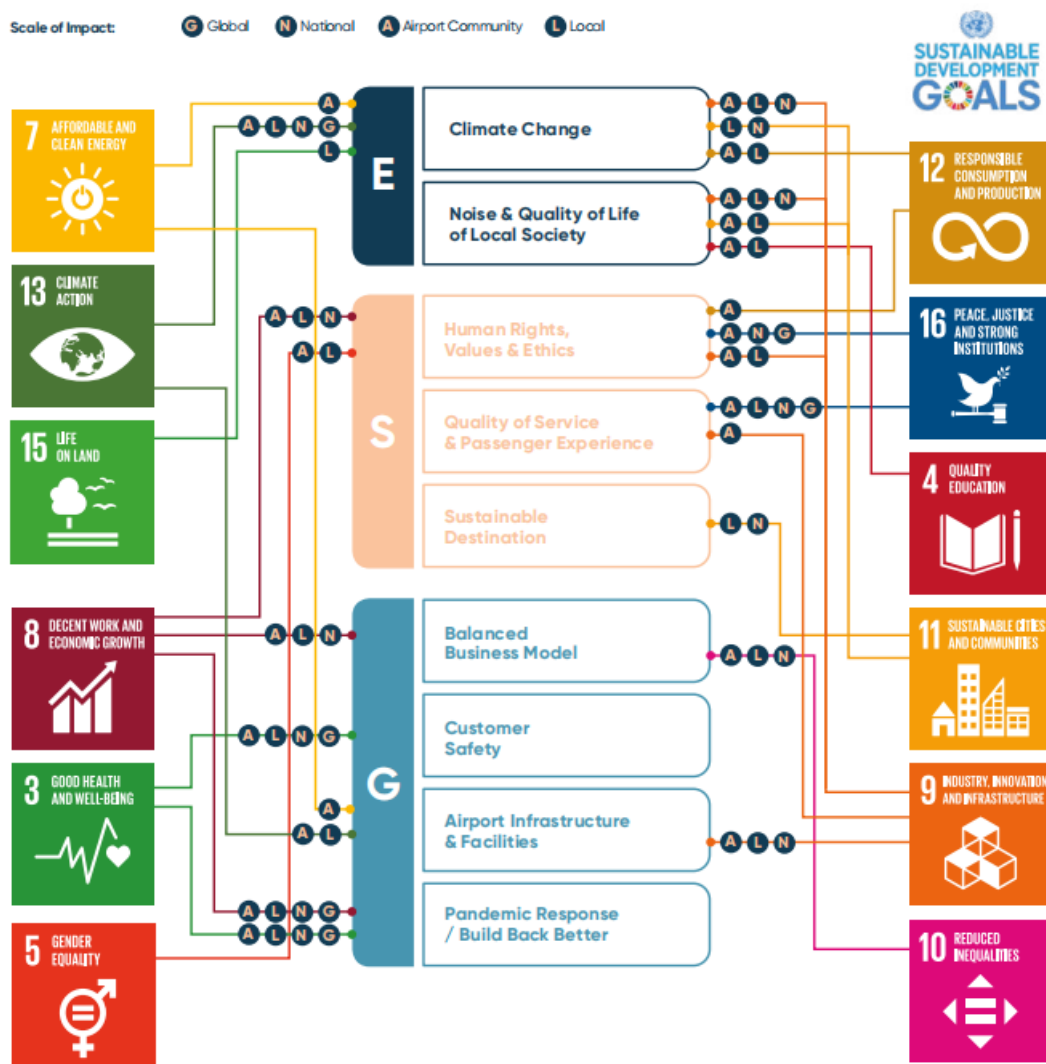 Scale of Impact:
G Global
N National
A Airport Community
L Local
SUSTAINABLE
DEVELOPMENT
GOALS
7 AFFORDABLE AND
CLEAN ENERGY
13 CLIMATE
ACTION
15 LIFE
ON LAND
8 DECENT WORK AND
ECONOMIC GROWTH
3 GOOD HEALTH
AND WELL-BEING
5 GENDER
EQUALITY
A
A L N G
L
E
Climate Change
A L N
L N
A L
Noise & Quality of Life
of Local Society
A L N
A L
A L
A L N
A L
S
Human Rights,
Values & Ethics
A
A N G
A L
Quality of Service
& Passenger Experience
A L N G
A
Sustainable
Destination
L N
A L N
A L N G
A
A L
A L N G
A L N G
G
Balanced
Business Model
A L N
Customer
Safety
Airport Infrastructure
& Facilities
A L N
Pandemic Response
/ Build Back Better
12 RESPONSIBLE
CONSUMPTION
AND PRODUCTION
16 PEACE, JUSTICE
AND STRONG
INSTITUTIONS
4 QUALITY
EDUCATION
11 SUSTAINABLE CITIES
AND COMMUNITIES
9 INDUSTRY, INNOVATION
AND INFRASTRUCTURE
10 REDUCED
INEQUALITIES